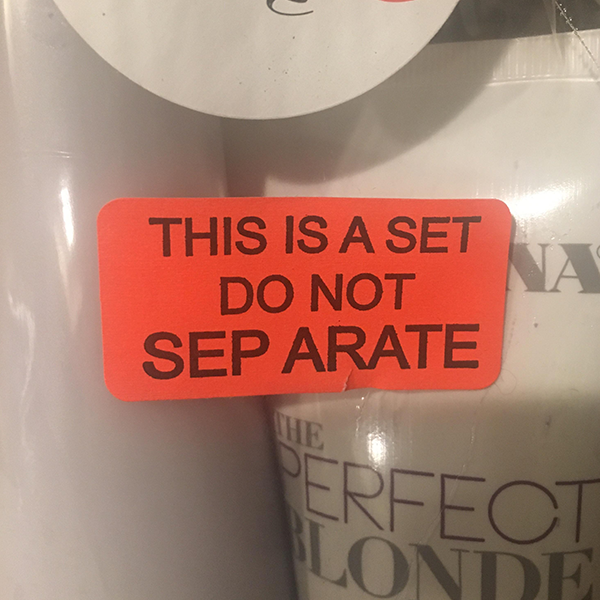 THIS IS A SET
DO NOT
SEP ARATE
NA
THE
PERFECT
BLONDE